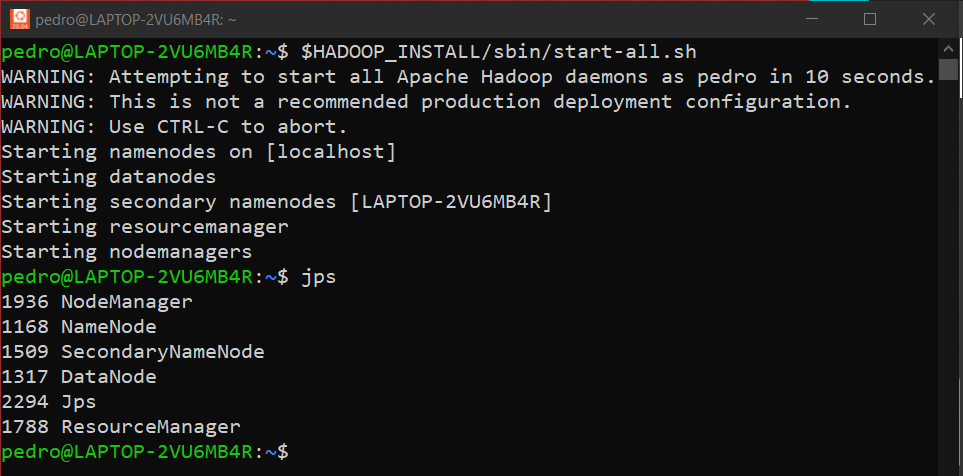 pedro@LAPTOP-2VU6MB4R: ~
pedro@LAPTOP-2VU6MB4R:~$ $HADOOP_INSTALL/sbin/start-all.sh
WARNING: Attempting to start all Apache Hadoop daemons as pedro in 10 seconds.
WARNING: This is not a recommended production deployment configuration.
WARNING: Use CTRL-C to abort.
Starting namenodes on [localhost]
Starting datanodes
Starting secondary namenodes [LAPTOP-2VU6MB4R]
Starting resourcemanager
Starting nodemanagers
pedro@LAPTOP-2VU6MB4R:~$ jps
1936 NodeManager
1168 NameNode
1509 SecondaryNameNode
1317 DataNode
2294 Jps
1788 ResourceManager
pedro@LAPTOP-2VU6MB4R:~$